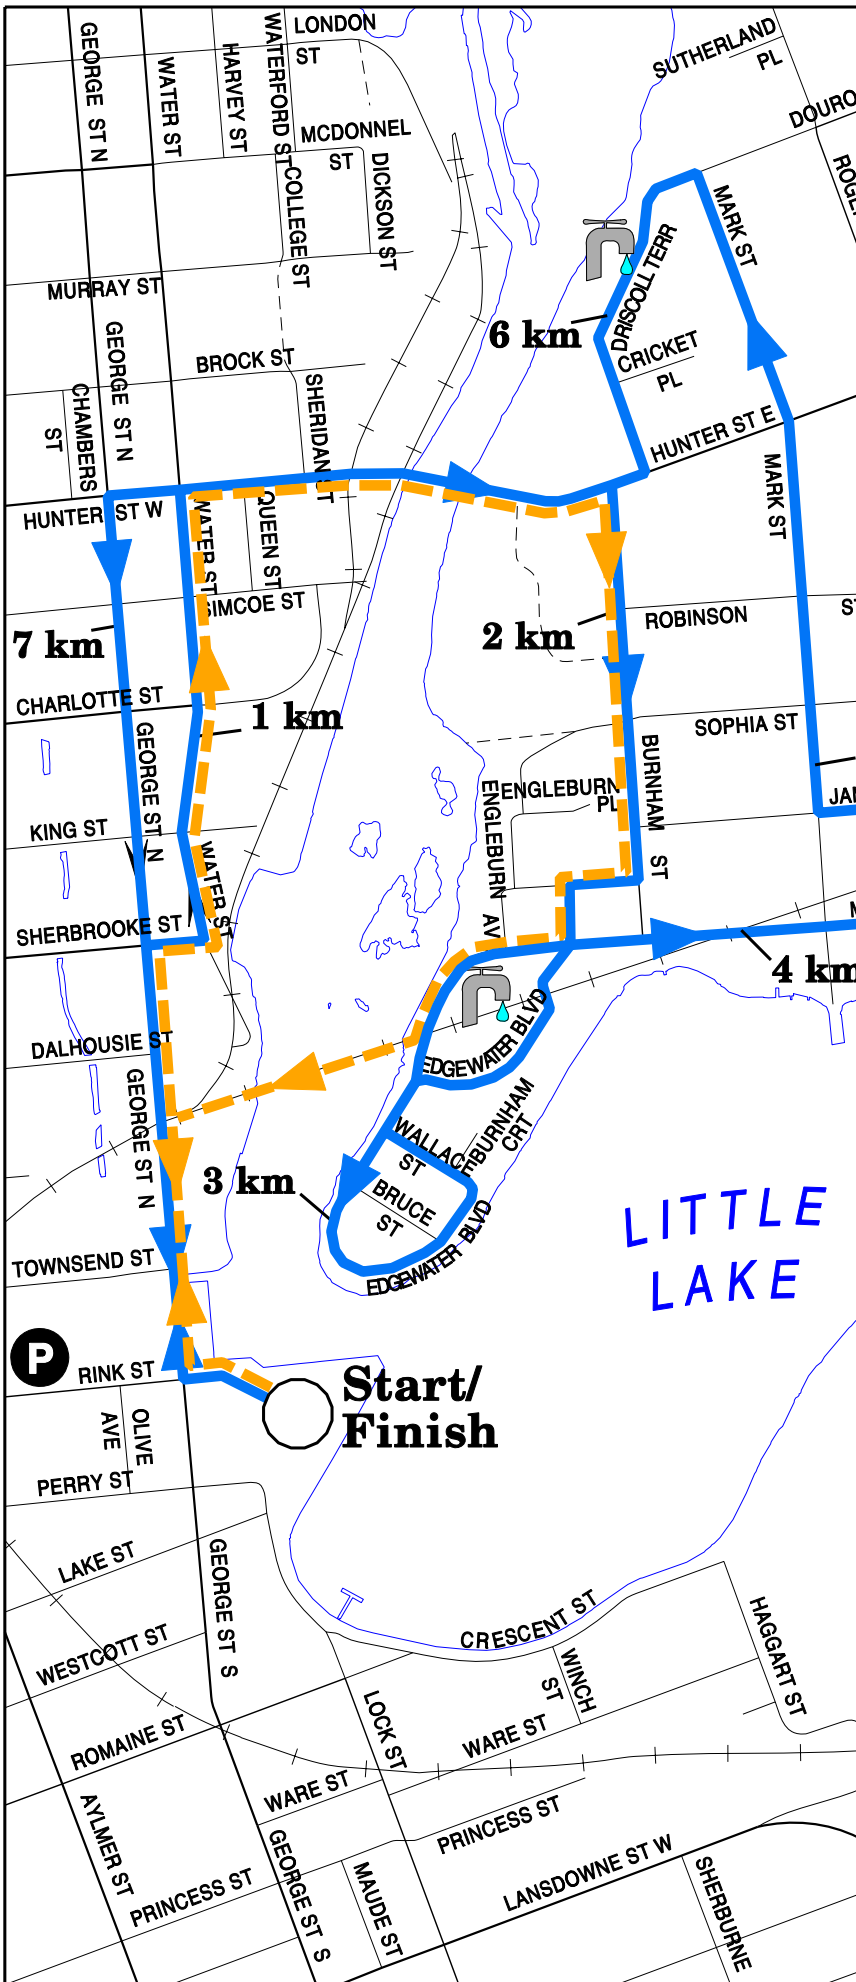 LONDON
ST
GEORGE ST N
WATER ST
HARVEY ST
WATERFORD ST
SUTHERLAND
PL
DOURO
MCDONNEL
ST
COLLEGE ST
DICKSON ST
MARK ST
MURRAY ST
DRISCOLL TERR
GEORGE ST N
6 km
BROCK ST
CRICKET
PL
CHAMBERS
ST
SHERIDAN ST
HUNTER ST E
HUNTER ST W
WATER ST
QUEEN ST
MARK ST
SIMCOE ST
ROBINSON
7 km
2 km
CHARLOTTE ST
1 km
SOPHIA ST
GEORGE ST N
BURNHAM ST
ENGLEBURN
PL
ENGLEBURN AV
KING ST
WATER ST
SHERBROOKE ST
4 km
DALHOUSIE ST
EDGEWATER BLVD
GEORGE ST N
WALLACE
ST
BURNHAM
CRT
3 km
BRUCE
ST
EDGEWATER BLVD
LITTLE
LAKE
TOWNSEND ST
P
RINK ST
Start/
Finish
OLIVE
AVE
PERRY ST
LAKE ST
GEORGE ST S
CRESCENT ST
HAGGART ST
WESTCOTT ST
WINCH
ST
LOCK ST
ROMAINE ST
WARE ST
WARE ST
AYLMER ST
PRINCESS ST
GEORGE ST S
PRINCESS ST
MAUDE ST
LANSDOWNE ST W
SHERBURNE